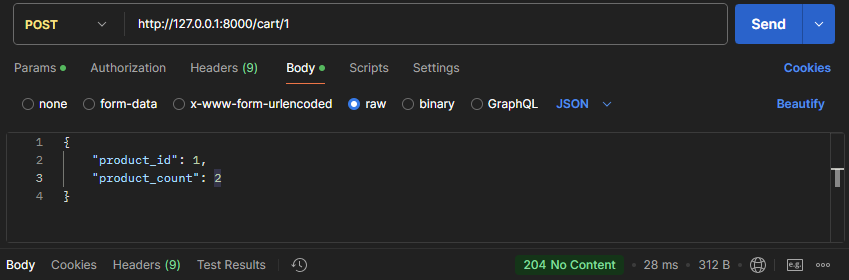 POST http://127.0.0.1:8000/cart/1 Send
Params Authorization Headers (9) Body Scripts Settings Cookies
none form-data x-www-form-urlencoded raw binary GraphQL JSON Beautify
1 {
2 "product_id": 1,
3 "product_count": 2
4 }
Body Cookies Headers (9) Test Results 204 No Content 28 ms 312 B e.g.